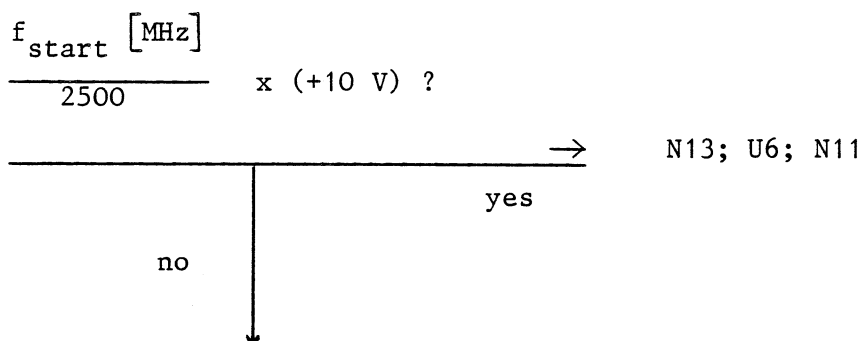 f_start [MHz]
2500 x (+10 V) ?
→ N13; U6; N11
yes
no